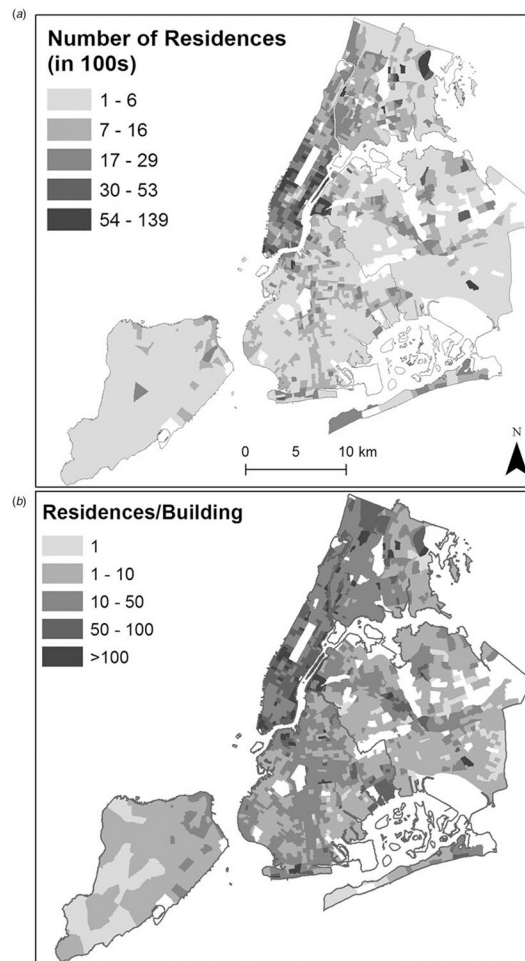 (a)
Number of Residences
(in 100s)
1 - 6
7 - 16
17 - 29
30 - 53
54 - 139
0 5 10 km
N
(b)
Residences/Building
1
1 - 10
10 - 50
50 - 100
>100